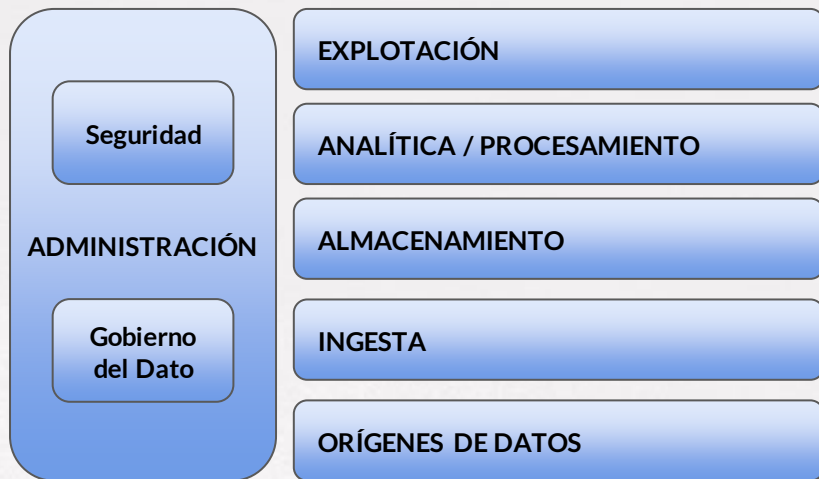 Seguridad
ADMINISTRACIÓN
Gobierno
del Dato
EXPLOTACIÓN
ANALÍTICA / PROCESAMIENTO
ALMACENAMIENTO
INGESTA
ORÍGENES DE DATOS